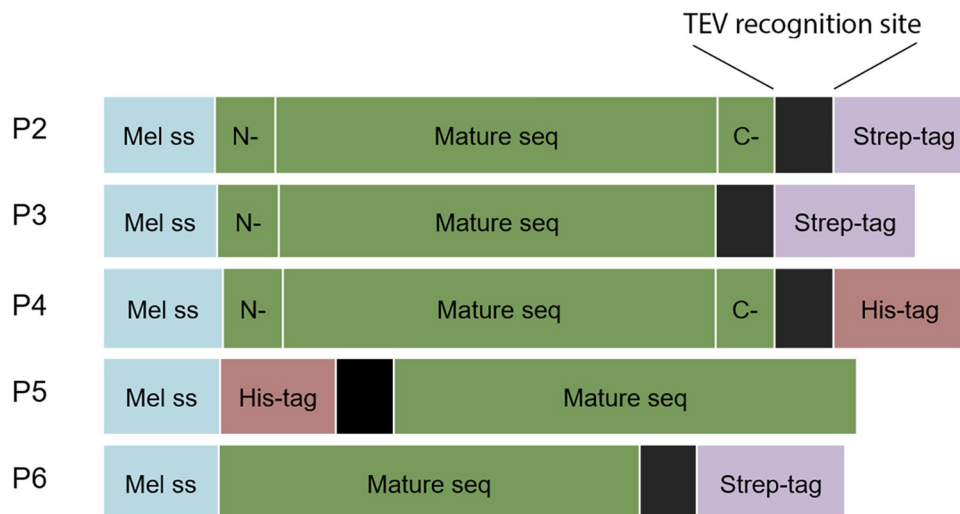 TEV recognition site
P2 Mel ss N- Mature seq C- Strep-tag
P3 Mel ss N- Mature seq Strep-tag
P4 Mel ss N- Mature seq C- His-tag
P5 Mel ss His-tag Mature seq
P6 Mel ss Mature seq Strep-tag